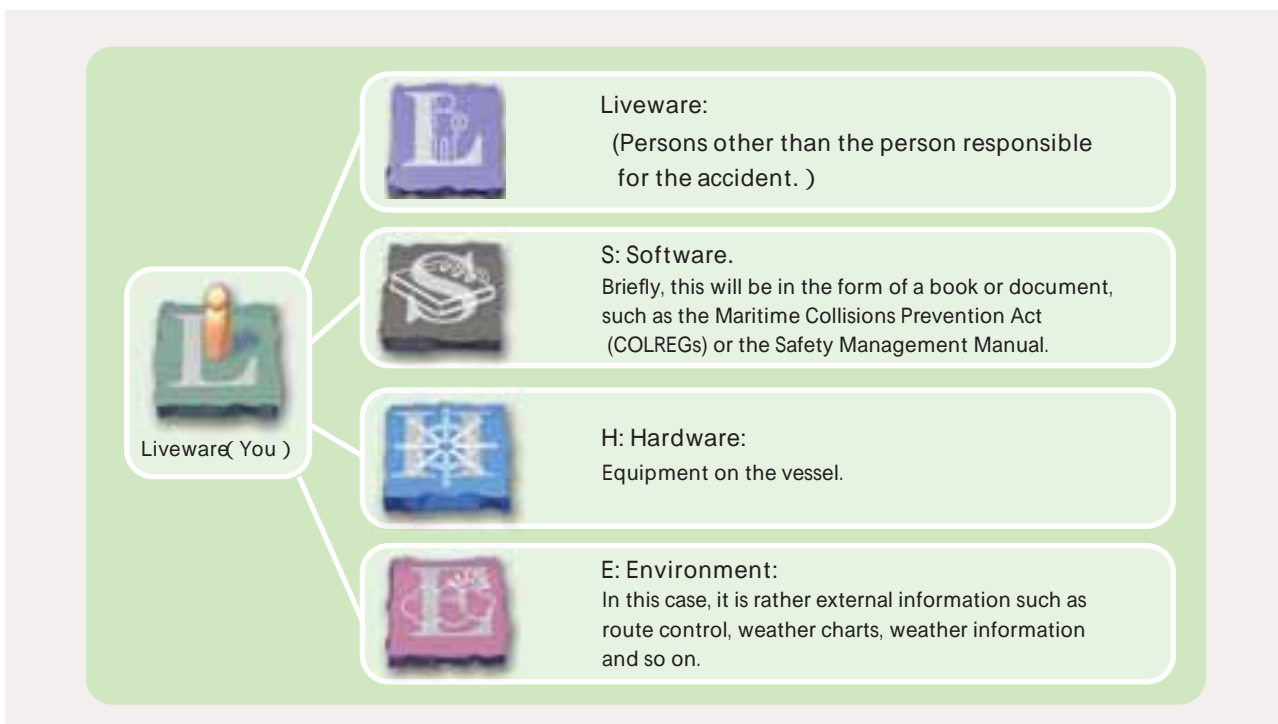 Liveware:
(Persons other than the person responsible
for the accident. )
S: Software.
Briefly, this will be in the form of a book or document,
such as the Maritime Collisions Prevention Act
(COLREGs) or the Safety Management Manual.
Liveware( You )
H: Hardware:
Equipment on the vessel.
E: Environment:
In this case, it is rather external information such as
route control, weather charts, weather information
and so on.
L
L
S
H
E